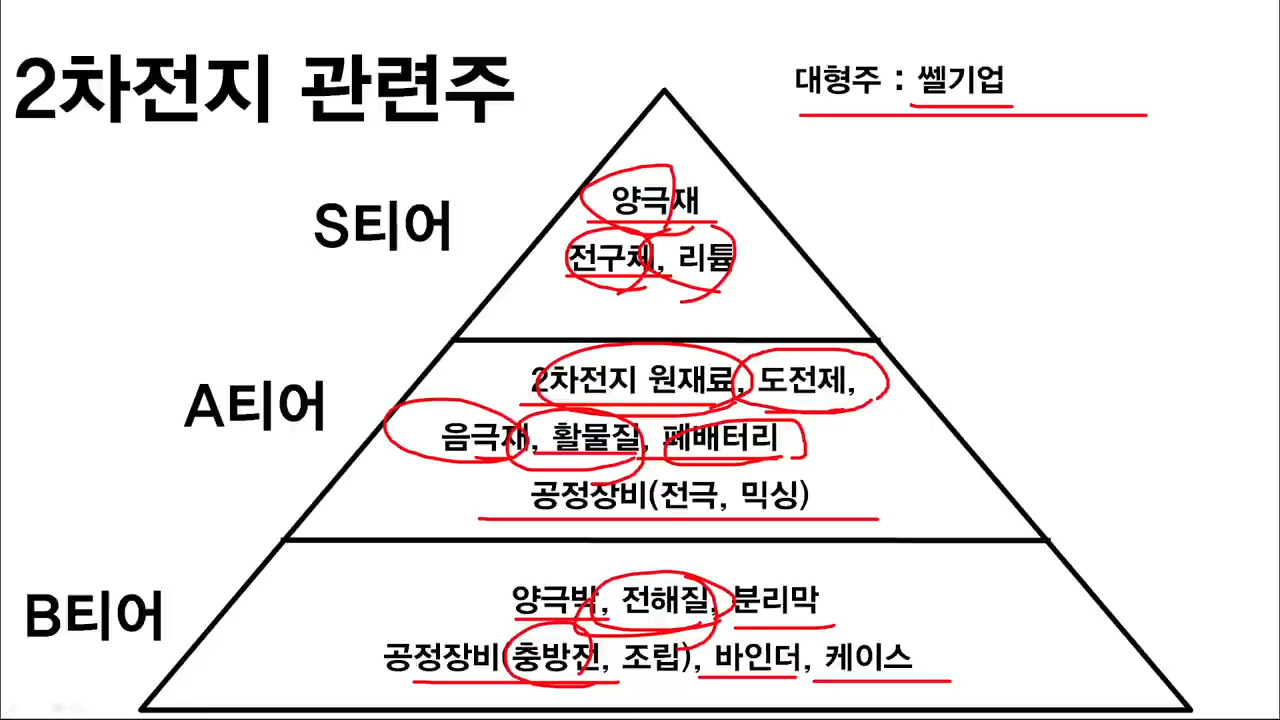 2차전지 관련주
대형주 : 쎌기업
S티어
양극재
전구체, 리튬
A티어
2차전지 원재료, 도전제,
음극재, 활물질, 폐배터리
공정장비(전극, 믹싱)
B티어
양극박, 전해질, 분리막
공정장비(충방전, 조립), 바인더, 케이스